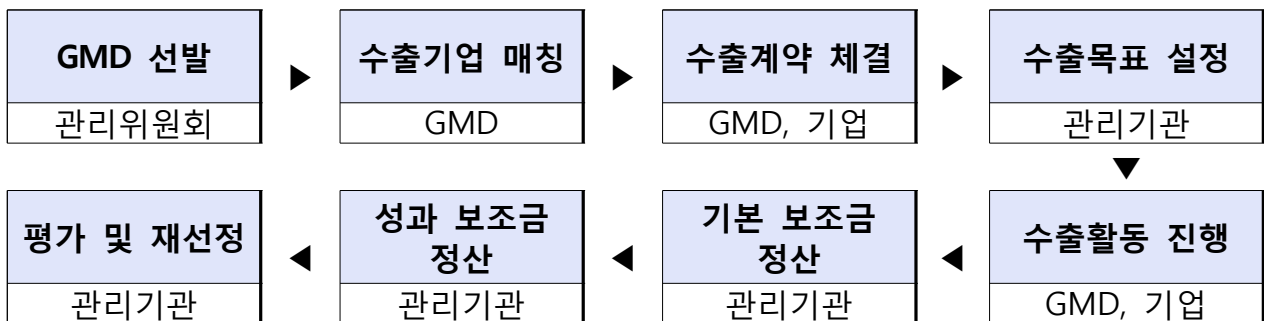 GMD 선발
관리위원회
▶
수출기업 매칭
GMD
▶
수출계약 체결
GMD, 기업
▶
수출목표 설정
관리기관
▼
수출활동 진행
GMD, 기업
◀
기본 보조금
정산
관리기관
◀
성과 보조금
정산
관리기관
◀
평가 및 재선정
관리기관